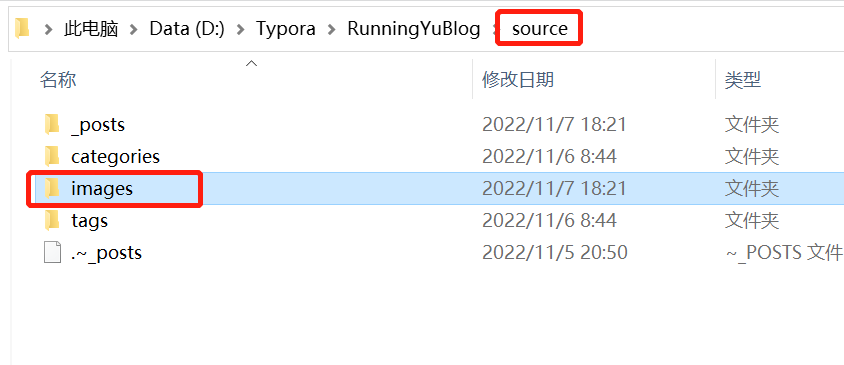 此电脑 > Data (D:) > Typora > RunningYuBlog > source
名称 修改日期 类型
_posts 2022/11/7 18:21 文件夹
categories 2022/11/6 8:44 文件夹
images 2022/11/7 18:21 文件夹
tags 2022/11/6 8:44 文件夹
.~_posts 2022/11/5 20:50 ~_POSTS 文件